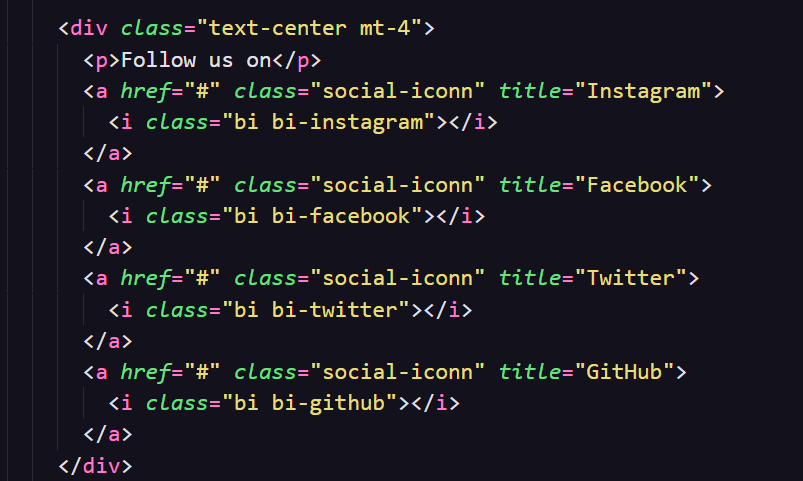 <div class="text-center mt-4">
<p>Follow us on</p>
<a href="#" class="social-iconn" title="Instagram">
<i class="bi bi-instagram"></i>
</a>
<a href="#" class="social-iconn" title="Facebook">
<i class="bi bi-facebook"></i>
</a>
<a href="#" class="social-iconn" title="Twitter">
<i class="bi bi-twitter"></i>
</a>
<a href="#" class="social-iconn" title="GitHub">
<i class="bi bi-github"></i>
</a>
</div>